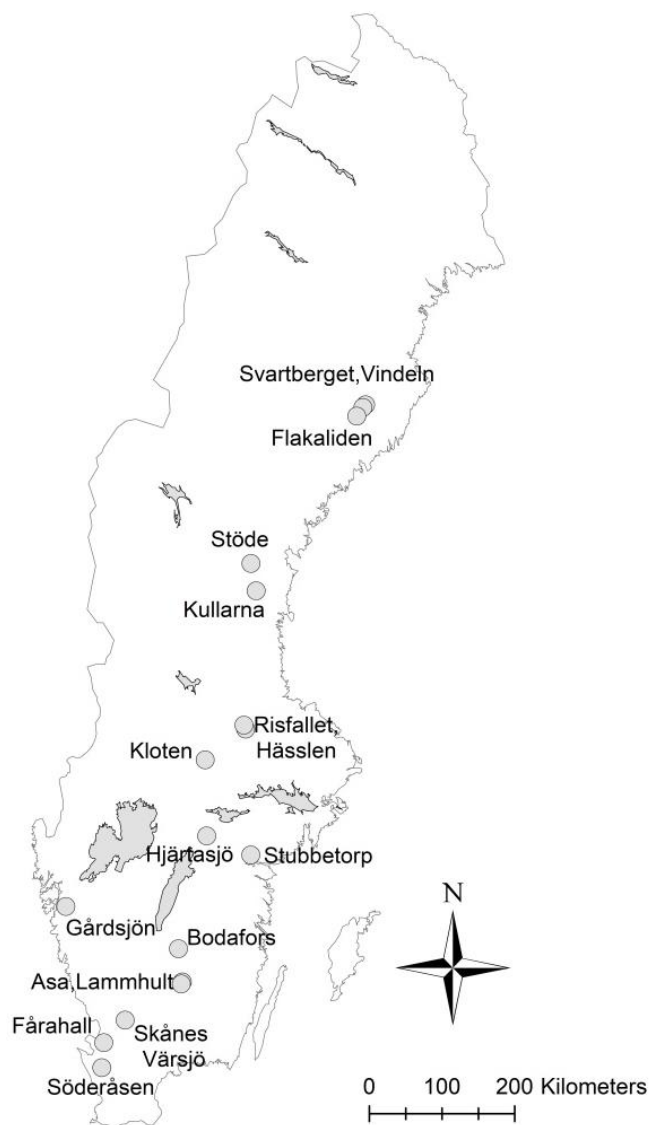 Svartberget,Vindeln
Flakaliden
Stöde
Kullarna
Risfallet,
Hässlen
Kloten
Hjärtasjö
Stubbetorp
Gårdsjön
Bodafors
N
Asa,Lammhult
Fårahall
Skånes
Värsjö
Söderåsen
0 100 200 Kilometers